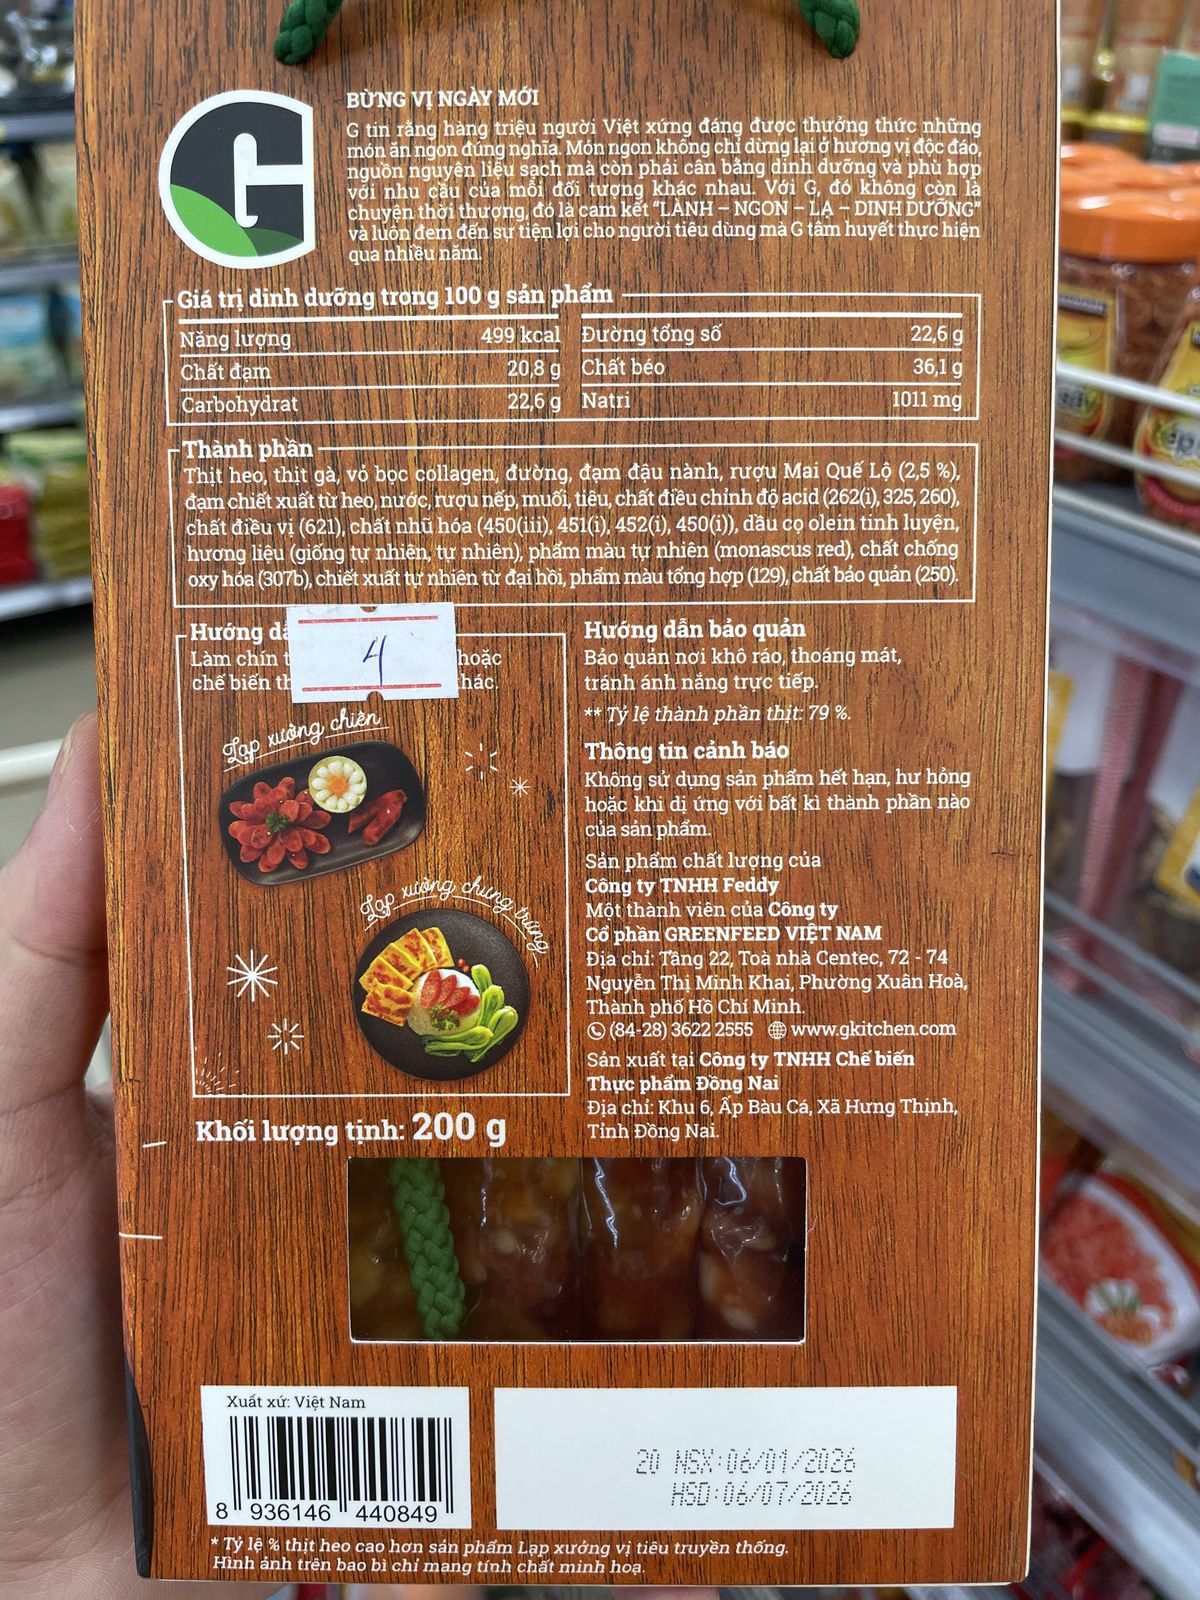 G
BỪNG VỊ NGÀY MỚI
G tin rằng hàng triệu người Việt xứng đáng được thưởng thức những
món ăn ngon đúng nghĩa. Món ngon không chỉ dừng lại ở hương vị độc đáo,
nguồn nguyên liệu sạch mà còn phải cân bằng dinh dưỡng và phù hợp
với nhu cầu của mỗi đối tượng khác nhau. Với G, đó không còn là
chuyện thời thượng, đó là cam kết "LÀNH – NGON – LẠ – DINH DƯỠNG"
và luôn đem đến sự tiện lợi cho người tiêu dùng mà G tâm huyết thực hiện
qua nhiều năm.
Giá trị dinh dưỡng trong 100 g sản phẩm
Năng lượng 499 kcal Đường tổng số 22,6 g
Chất đạm 20,8 g Chất béo 36,1 g
Carbohydrat 22,6 g Natri 1011 mg
Thành phần
Thịt heo, thịt gà, vỏ bọc collagen, đường, đạm đậu nành, rượu Mai Quế Lộ (2,5 %),
đạm chiết xuất từ heo, nước, rượu nếp, muối, tiêu, chất điều chỉnh độ acid (262(i), 325, 260),
chất điều vị (621), chất nhũ hóa (450(iii), 451(i), 452(i), 450(i)), dầu cọ olein tinh luyện,
hương liệu (giống tự nhiên, tự nhiên), phẩm màu tự nhiên (monascus red), chất chống
oxy hóa (307b), chiết xuất tự nhiên từ đại hồi, phẩm màu tổng hợp (129), chất bảo quản (250).
Hướng
Làm chín hoặc
chế biến khác.
4
Lạp xưởng chiên
Lạp xưởng chưng trứng
Hướng dẫn bảo quản
Bảo quản nơi khô ráo, thoáng mát,
tránh ánh nắng trực tiếp.
** Tỷ lệ thành phần thịt: 79 %.
Thông tin cảnh báo
Không sử dụng sản phẩm hết hạn, hư hỏng
hoặc khi dị ứng với bất kì thành phần nào
của sản phẩm.
Sản phẩm chất lượng của
Công ty TNHH Feddy
Một thành viên của Công ty
Cổ phần GREENFEED VIỆT NAM
Địa chỉ: Tầng 22, Toà nhà Centec, 72 - 74
Nguyễn Thị Minh Khai, Phường Xuân Hoà,
Thành phố Hồ Chí Minh.
(84-28) 3622 2555 www.gkitchen.com
Sản xuất tại Công ty TNHH Chế biến
Thực phẩm Đồng Nai
Địa chỉ: Khu 6, Ấp Bàu Cá, Xã Hưng Thịnh,
Tỉnh Đồng Nai.
Khối lượng tịnh: 200 g
Xuất xứ: Việt Nam
8 936146 440849
20 NSX:06/01/2026
HSD:06/07/2026
* Tỷ lệ % thịt heo cao hơn sản phẩm Lạp xưởng vị tiêu truyền thống.
Hình ảnh trên bao bì chỉ mang tính chất minh hoạ.